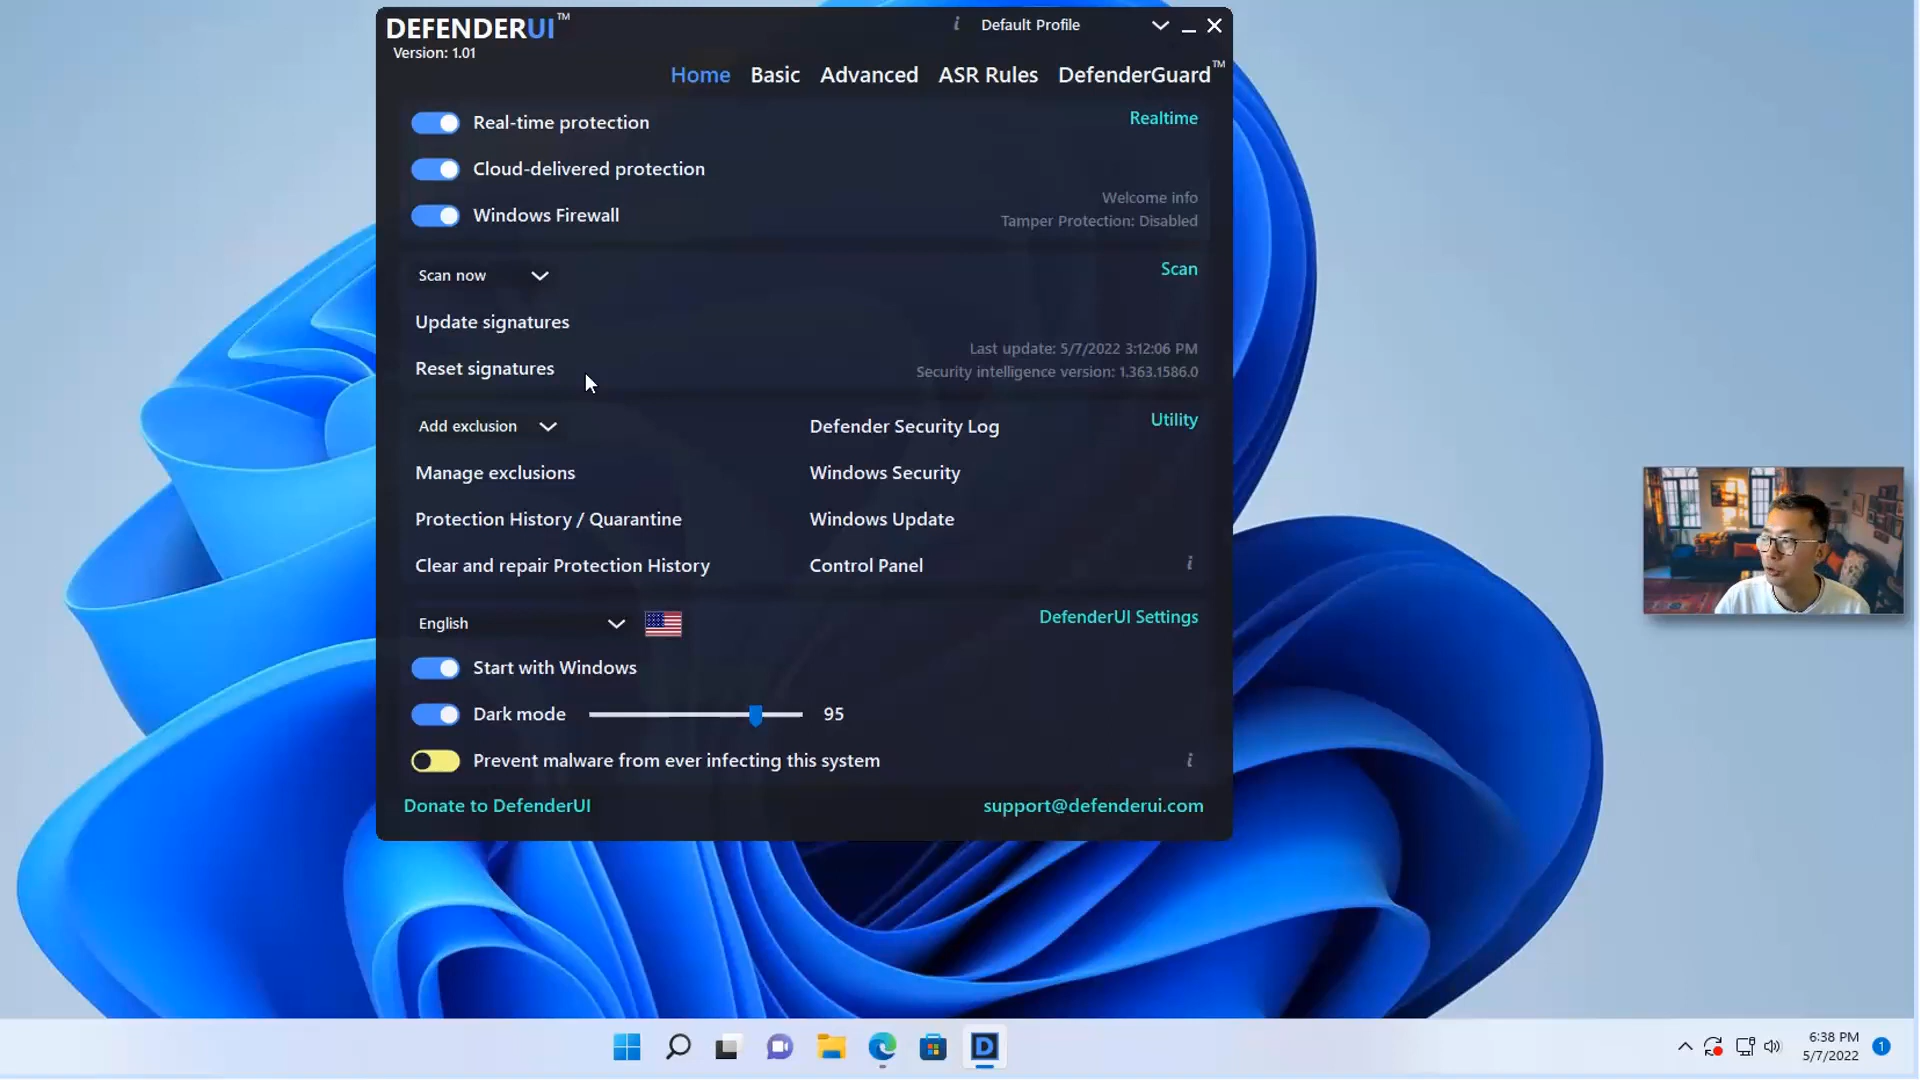 DEFENDERUI™
Version: 1.01
i Default Profile
Home Basic Advanced ASR Rules DefenderGuard™
Real-time protection
Realtime
Cloud-delivered protection
Windows Firewall
Welcome info
Tamper Protection: Disabled
Scan now
Scan
Update signatures
Reset signatures
Last update: 5/7/2022 3:12:06 PM
Security intelligence version: 1.363.1586.0
Add exclusion
Defender Security Log
Utility
Manage exclusions
Windows Security
Protection History / Quarantine
Windows Update
Clear and repair Protection History
Control Panel
i
English
DefenderUI Settings
Start with Windows
Dark mode 95
Prevent malware from ever infecting this system
i
Donate to DefenderUI
support@defenderui.com
D
6:38 PM
5/7/2022
1